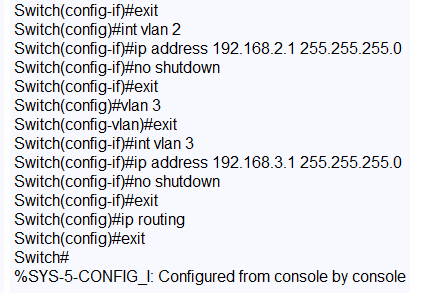 Switch(config-if)#exit
Switch(config)#int vlan 2
Switch(config-if)#ip address 192.168.2.1 255.255.255.0
Switch(config-if)#no shutdown
Switch(config-if)#exit
Switch(config)#vlan 3
Switch(config-vlan)#exit
Switch(config-if)#int vlan 3
Switch(config-if)#ip address 192.168.3.1 255.255.255.0
Switch(config-if)#no shutdown
Switch(config-if)#exit
Switch(config)#ip routing
Switch(config)#exit
Switch#
%SYS-5-CONFIG_I: Configured from console by console